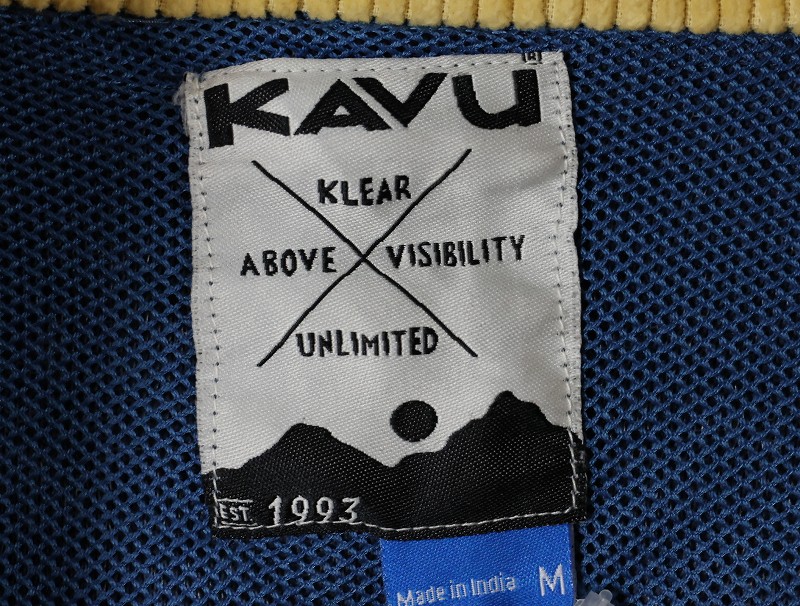 KAVU®
KLEAR
ABOVE VISIBILITY
UNLIMITED
EST. 1993
Made in India M